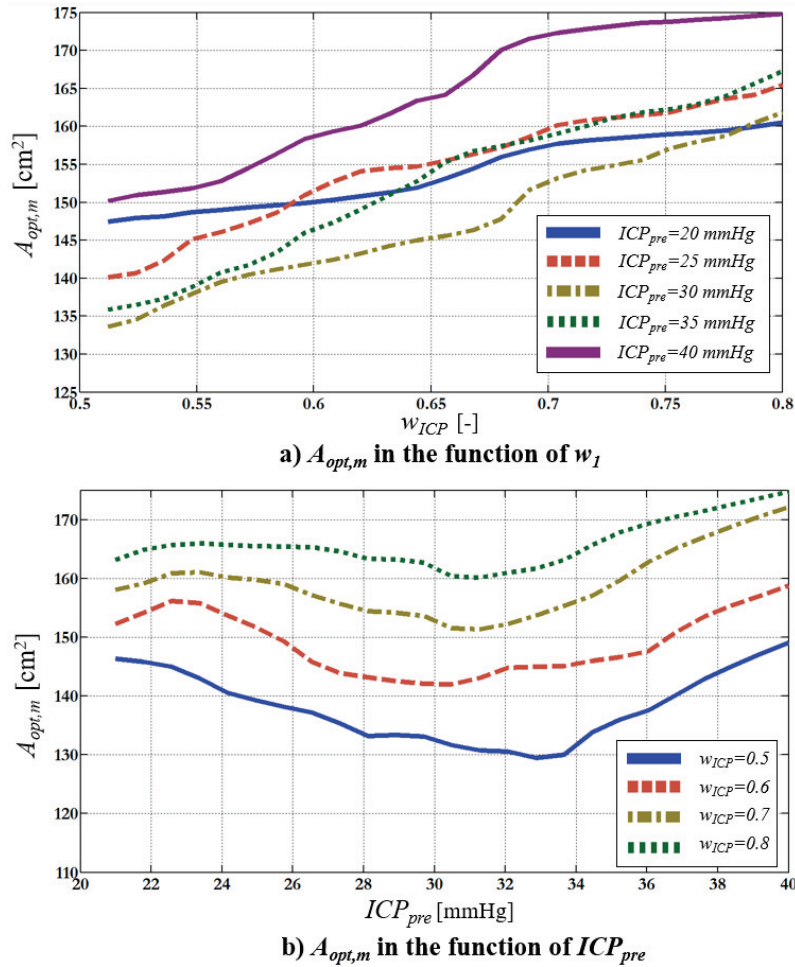 175
170
165
160
155
150
145
140
135
130
125
A_opt,m [cm²]
0.5 0.55 0.6 0.65 0.7 0.75 0.8
w_ICP [-]
ICP_pre=20 mmHg
ICP_pre=25 mmHg
ICP_pre=30 mmHg
ICP_pre=35 mmHg
ICP_pre=40 mmHg
a) A_opt,m in the function of w_1
170
160
150
140
130
120
110
A_opt,m [cm²]
20 22 24 26 28 30 32 34 36 38 40
ICP_pre [mmHg]
w_ICP=0.5
w_ICP=0.6
w_ICP=0.7
w_ICP=0.8
b) A_opt,m in the function of ICP_pre